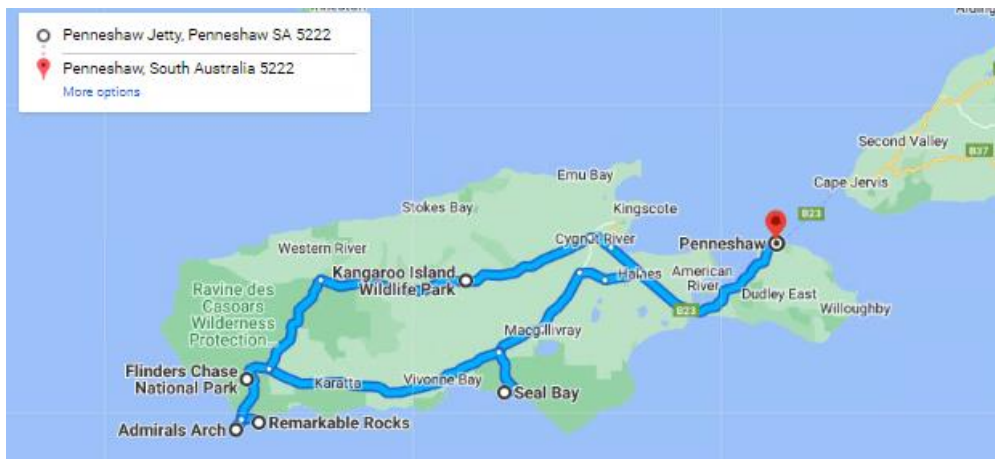 Penneshaw Jetty, Penneshaw SA 5222
Penneshaw, South Australia 5222
More options
B37
Second Valley
Cape Jervis
B23
Emu Bay
Stokes Bay
Kingscote
Western River
Cygnet River
Penneshaw
Kangaroo Island
Wildlife Park
Haines
American
River
Ravine des
Casoars
Wilderness
Protection...
Dudley East
Willoughby
B23
Macgillivray
Flinders Chase
National Park
Karatta
Vivonne Bay
Seal Bay
Remarkable Rocks
Admirals Arch